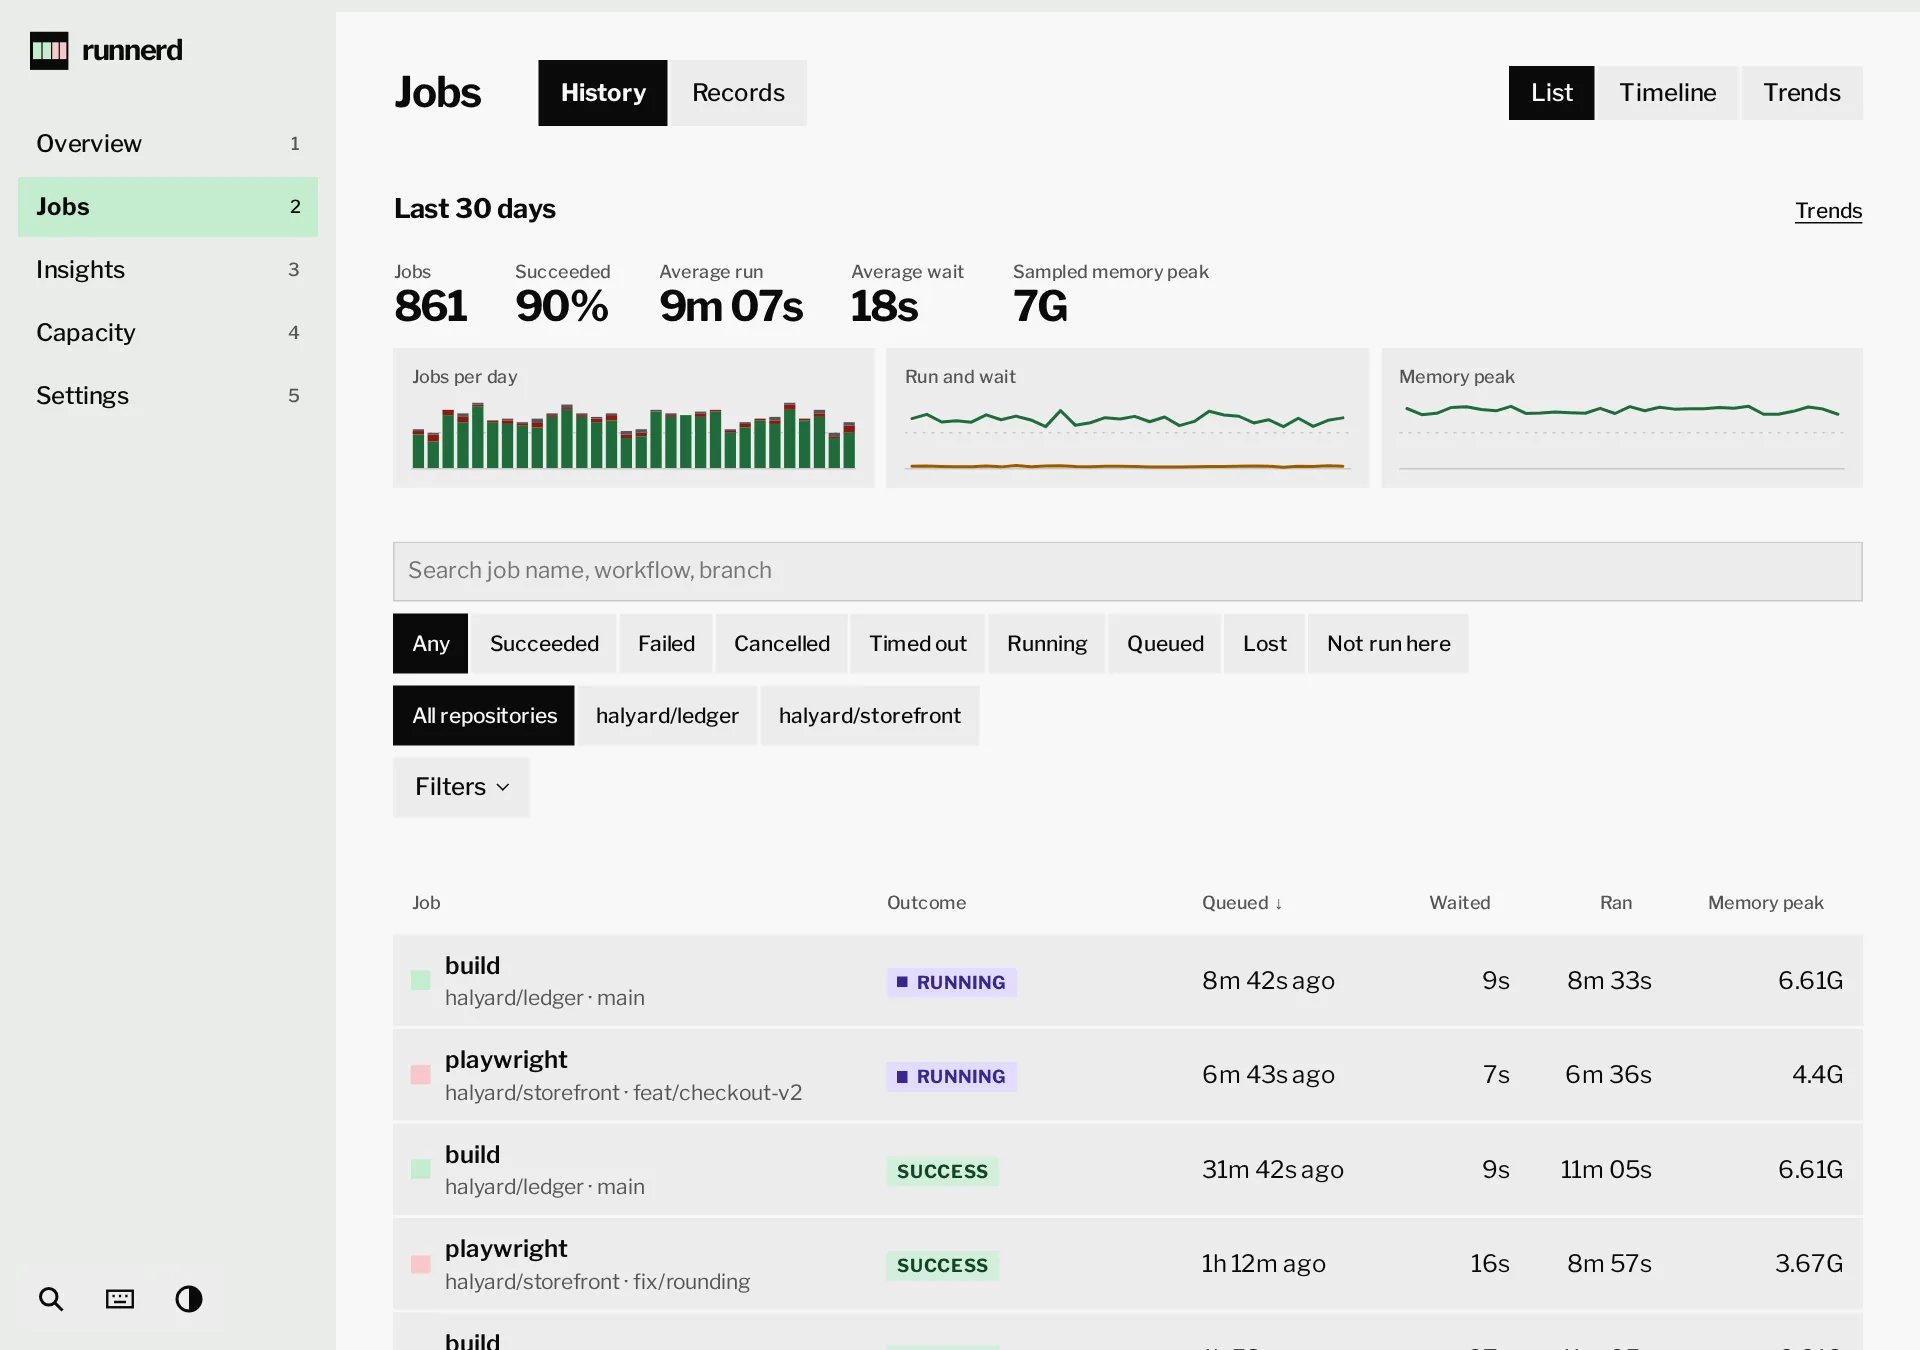 runnerd
Overview 1
Jobs 2
Insights 3
Capacity 4
Settings 5
Jobs History Records List Timeline Trends
Last 30 days Trends
Jobs Succeeded Average run Average wait Sampled memory peak
861 90% 9m 07s 18s 7G
Jobs per day Run and wait Memory peak
Search job name, workflow, branch
Any Succeeded Failed Cancelled Timed out Running Queued Lost Not run here
All repositories halyard/ledger halyard/storefront
Filters
Job Outcome Queued ↓ Waited Ran Memory peak
build
halyard/ledger · main
RUNNING 8m 42s ago 9s 8m 33s 6.61G
playwright
halyard/storefront · feat/checkout-v2
RUNNING 6m 43s ago 7s 6m 36s 4.4G
build
halyard/ledger · main
SUCCESS 31m 42s ago 9s 11m 05s 6.61G
playwright
halyard/storefront · fix/rounding
SUCCESS 1h 12m ago 16s 8m 57s 3.67G
build